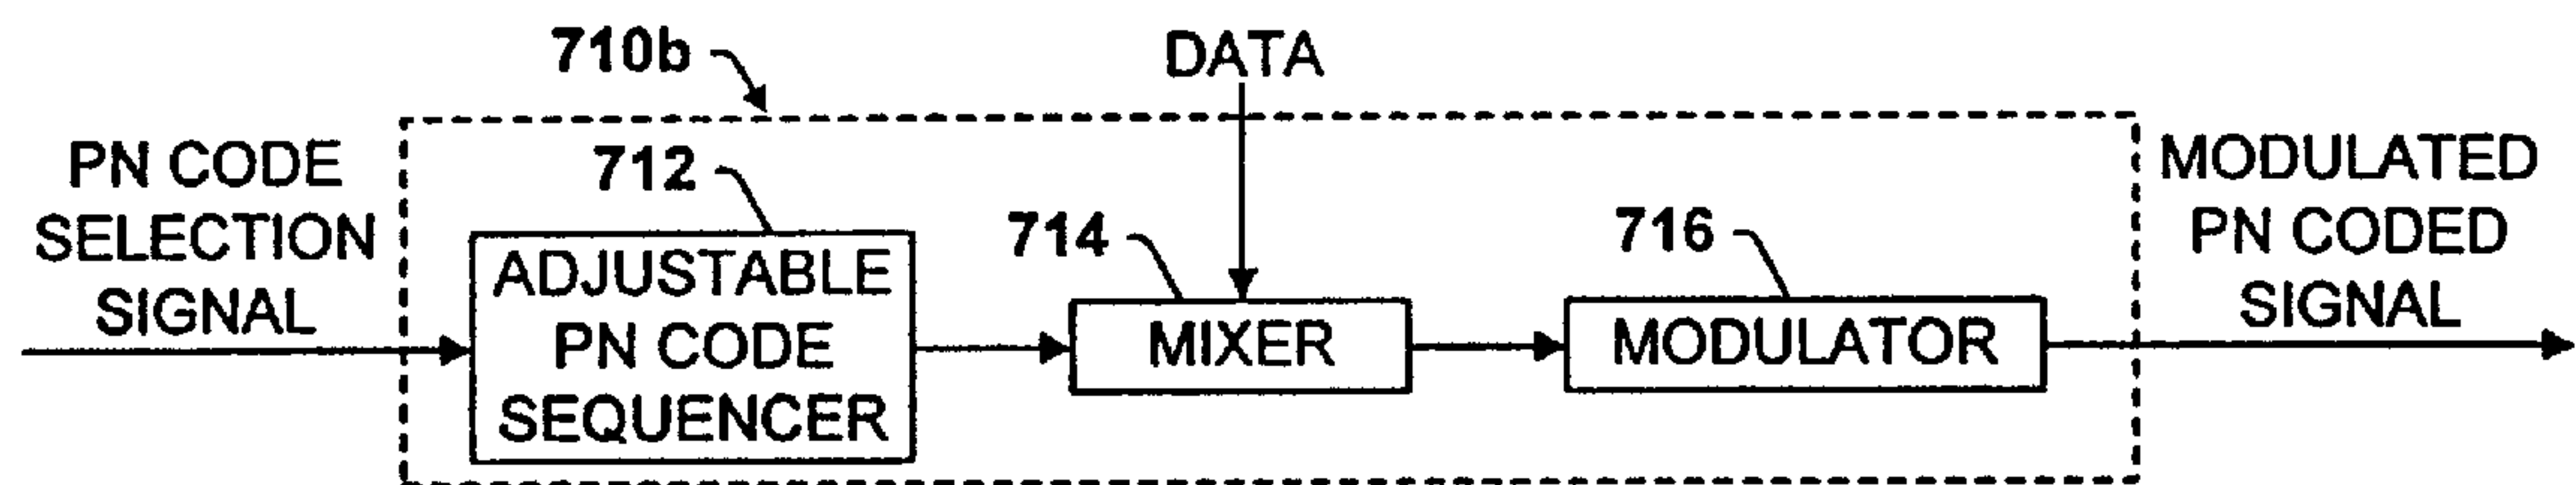 710b
DATA
PN CODE
SELECTION
SIGNAL
712
ADJUSTABLE
PN CODE
SEQUENCER
714
MIXER
716
MODULATOR
MODULATED
PN CODED
SIGNAL